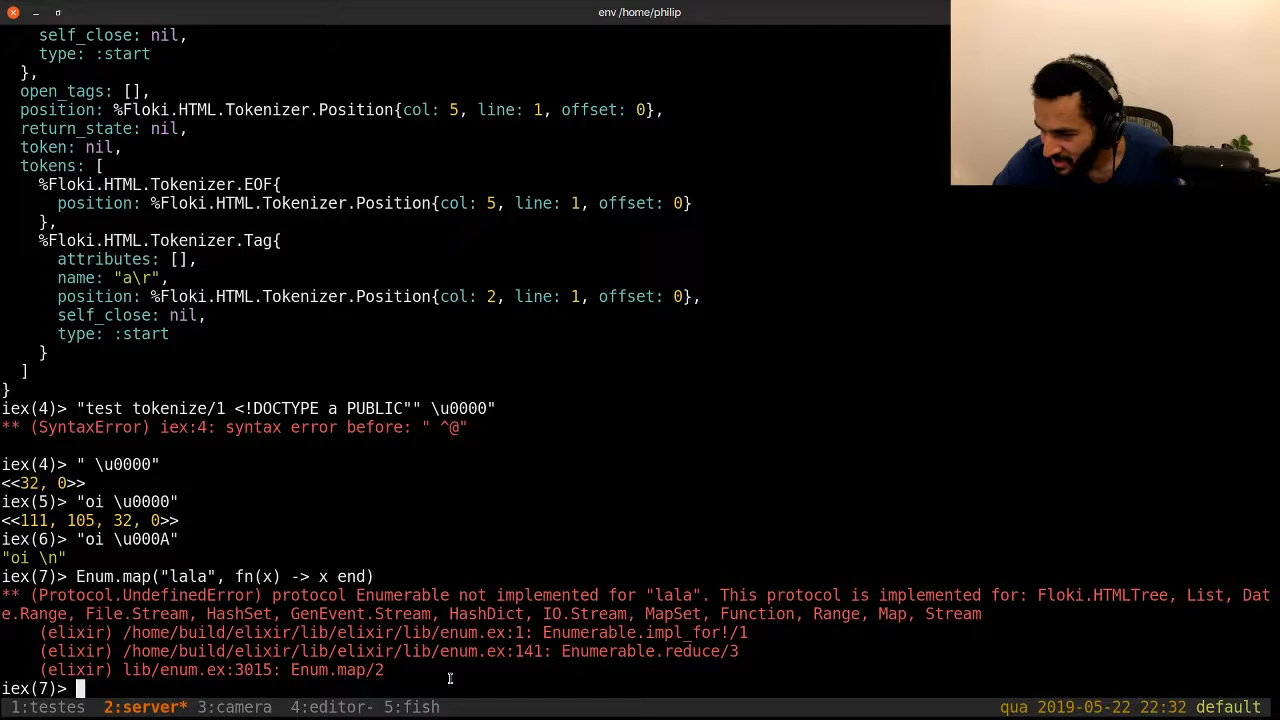 env /home/philip
self_close: nil,
type: :start
},
open_tags: [],
position: %Floki.HTML.Tokenizer.Position{col: 5, line: 1, offset: 0},
return_state: nil,
token: nil,
tokens: [
%Floki.HTML.Tokenizer.EOF{
position: %Floki.HTML.Tokenizer.Position{col: 5, line: 1, offset: 0}
},
%Floki.HTML.Tokenizer.Tag{
attributes: [],
name: "a\r",
position: %Floki.HTML.Tokenizer.Position{col: 2, line: 1, offset: 0},
self_close: nil,
type: :start
}
]
}
iex(4)> "test tokenize/1 <!DOCTYPE a PUBLIC"" \u0000"
** (SyntaxError) iex:4: syntax error before: " ^@"
iex(4)> " \u0000"
<<32, 0>>
iex(5)> "oi \u0000"
<<111, 105, 32, 0>>
iex(6)> "oi \u000A"
"oi \n"
iex(7)> Enum.map("lala", fn(x) -> x end)
** (Protocol.UndefinedError) protocol Enumerable not implemented for "lala". This protocol is implemented for: Floki.HTMLTree, List, Dat
e.Range, File.Stream, HashSet, GenEvent.Stream, HashDict, IO.Stream, MapSet, Function, Range, Map, Stream
(elixir) /home/build/elixir/lib/elixir/lib/enum.ex:1: Enumerable.impl_for!/1
(elixir) /home/build/elixir/lib/elixir/lib/enum.ex:141: Enumerable.reduce/3
(elixir) lib/enum.ex:3015: Enum.map/2
iex(7)>
1:testes 2:server* 3:camera 4:editor- 5:fish qua 2019-05-22 22:32 default